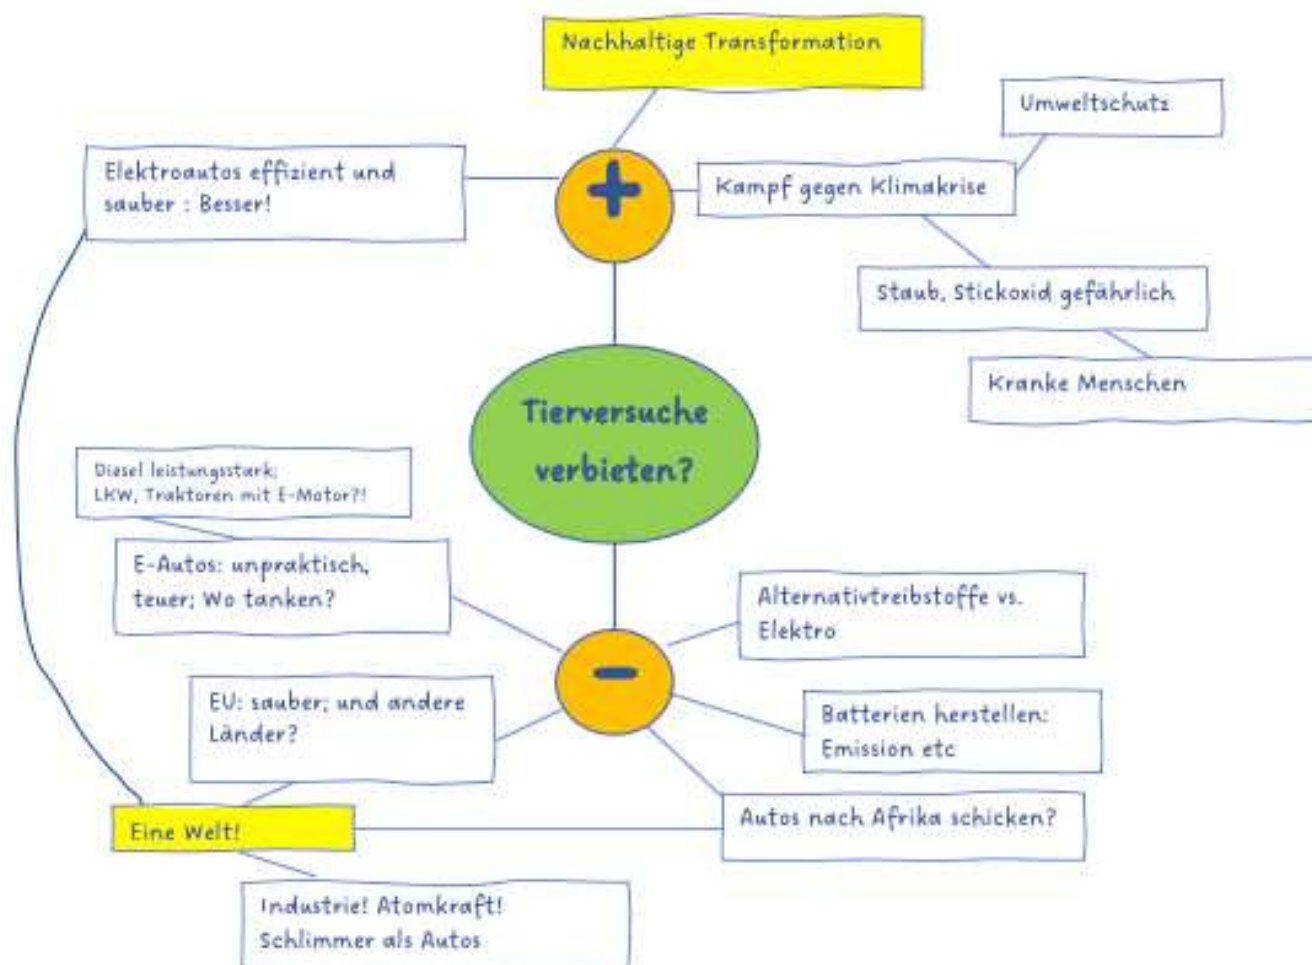 Nachhaltige Transformation
Umweltschutz
Elektroautos effizient und
sauber : Besser!
+
Kampf gegen Klimakrise
Staub, Stickoxid gefährlich
Kranke Menschen
Tierversuche
verbieten?
Diesel leistungsstark;
LKW, Traktoren mit E-Motor?!
E-Autos: unpraktisch,
teuer; Wo tanken?
Alternativtreibstoffe vs.
Elektro
-
EU: sauber; und andere
Länder?
Batterien herstellen:
Emission etc
Autos nach Afrika schicken?
Eine Welt!
Industrie! Atomkraft!
Schlimmer als Autos